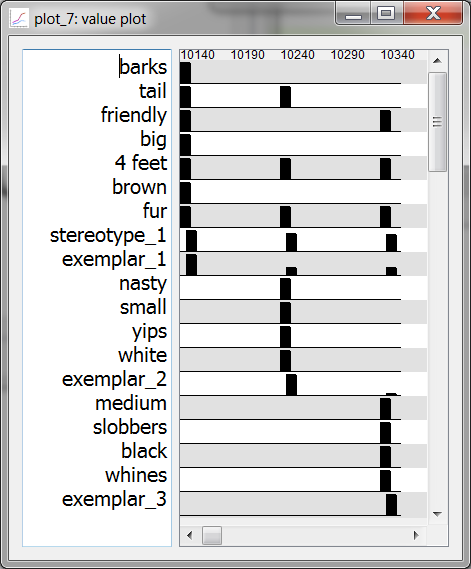 plot_7: value plot
10140 10190 10240 10290 10340
barks
tail
friendly
big
4 feet
brown
fur
stereotype_1
exemplar_1
nasty
small
yips
white
exemplar_2
medium
slobbers
black
whines
exemplar_3